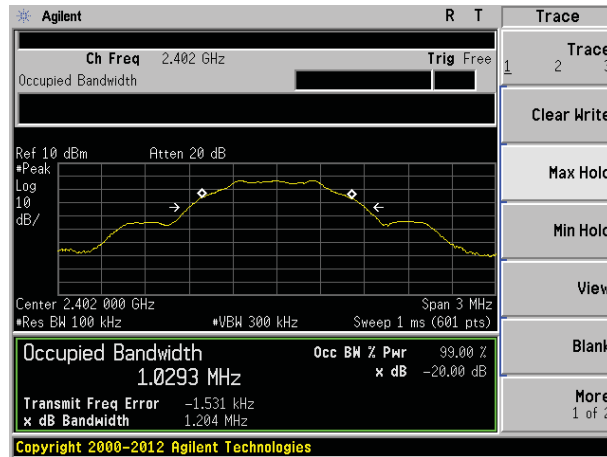 Agilent R T Trace
Ch Freq 2.402 GHz Trig Free
Occupied Bandwidth
Trace
1 2 3
Clear Write
Max Hold
Min Hold
View
Blank
More
1 of 2
Ref 10 dBm Atten 20 dB
#Peak
Log
10
dB/
Center 2.402 000 GHz Span 3 MHz
#Res BW 100 kHz #VBW 300 kHz Sweep 1 ms (601 pts)
Occupied Bandwidth Occ BW % Pwr 99.00 %
1.0293 MHz x dB -20.00 dB
Transmit Freq Error -1.531 kHz
x dB Bandwidth 1.204 MHz
Copyright 2000-2012 Agilent Technologies